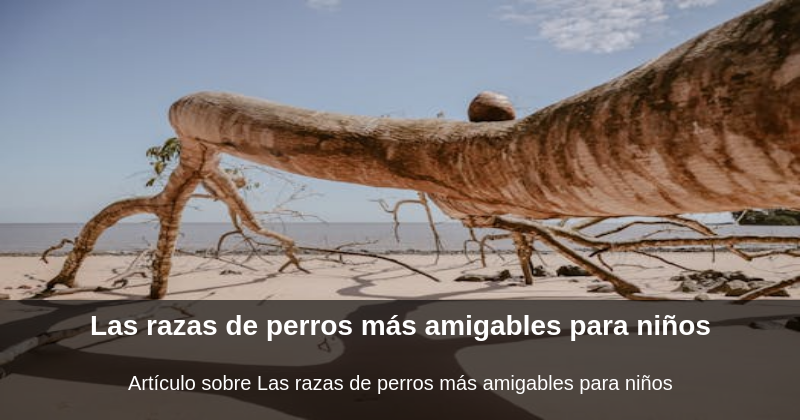 Las razas de perros más amigables para niños
Artículo sobre Las razas de perros más amigables para niños